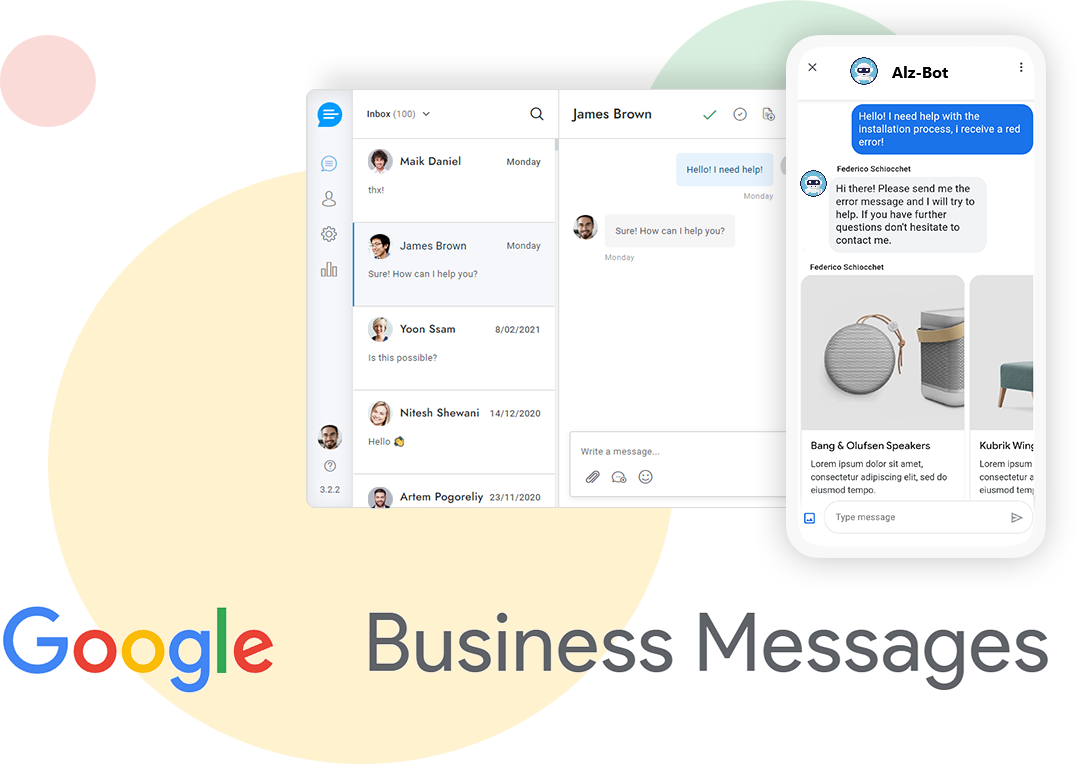 Inbox (100)
Maik Daniel
Monday
thx!
James Brown
Monday
Sure! How can I help you?
Yoon Ssam
8/02/2021
Is this possible?
Nitesh Shewani
14/12/2020
Hello 👏
Artem Pogoreliy
23/11/2020
3.2.2
James Brown
Hello! I need help!
Monday
Sure! How can I help you?
Monday
Write a message...
Alz-Bot
Hello! I need help with the
installation process, I receive a red
error!
Federico Schiocchet
Hi there! Please send me the
error message and I will try to
help. If you have further
questions don't hesitate to
contact me.
Federico Schiocchet
Bang & Olufsen Speakers
Lorem ipsum dolor sit amet,
consectetur adipiscing elit, sed do
eiusmod tempo.
Kubrik Wing
Lorem ipsum
consectetur
eiusmod temp
Type message
Google Business Messages